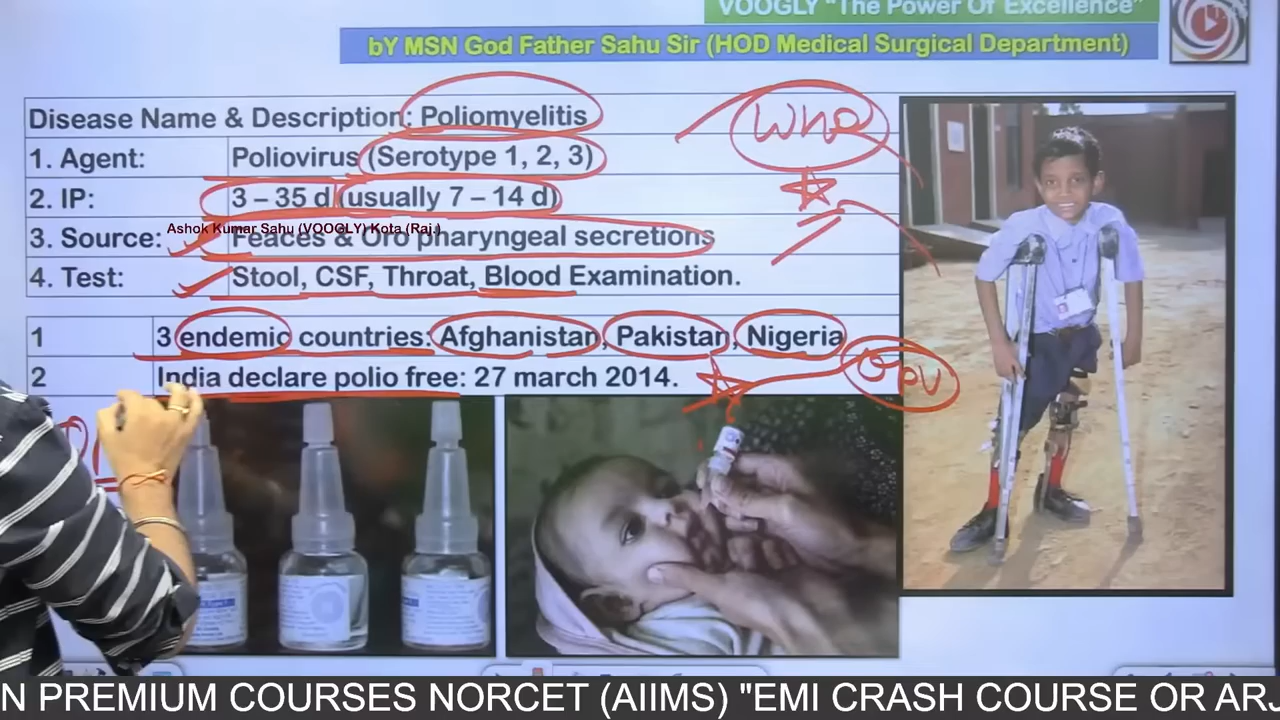 VOOGLY "The Power Of Excellence"
bY MSN God Father Sahu Sir (HOD Medical Surgical Department)
Disease Name & Description: Poliomyelitis
WHO
1. Agent: Poliovirus (Serotype 1, 2, 3)
2. IP: 3 – 35 d (usually 7 – 14 d)
Ashok Kumar Sahu (VOOGLY) Kota (Raj.)
3. Source: Feaces & Oro pharyngeal secretions
4. Test: Stool, CSF, Throat, Blood Examination.
1 3 endemic countries: Afghanistan, Pakistan, Nigeria
2 India declare polio free: 27 march 2014.
OPV
N PREMIUM COURSES NORCET (AIIMS) "EMI CRASH COURSE OR ARJ